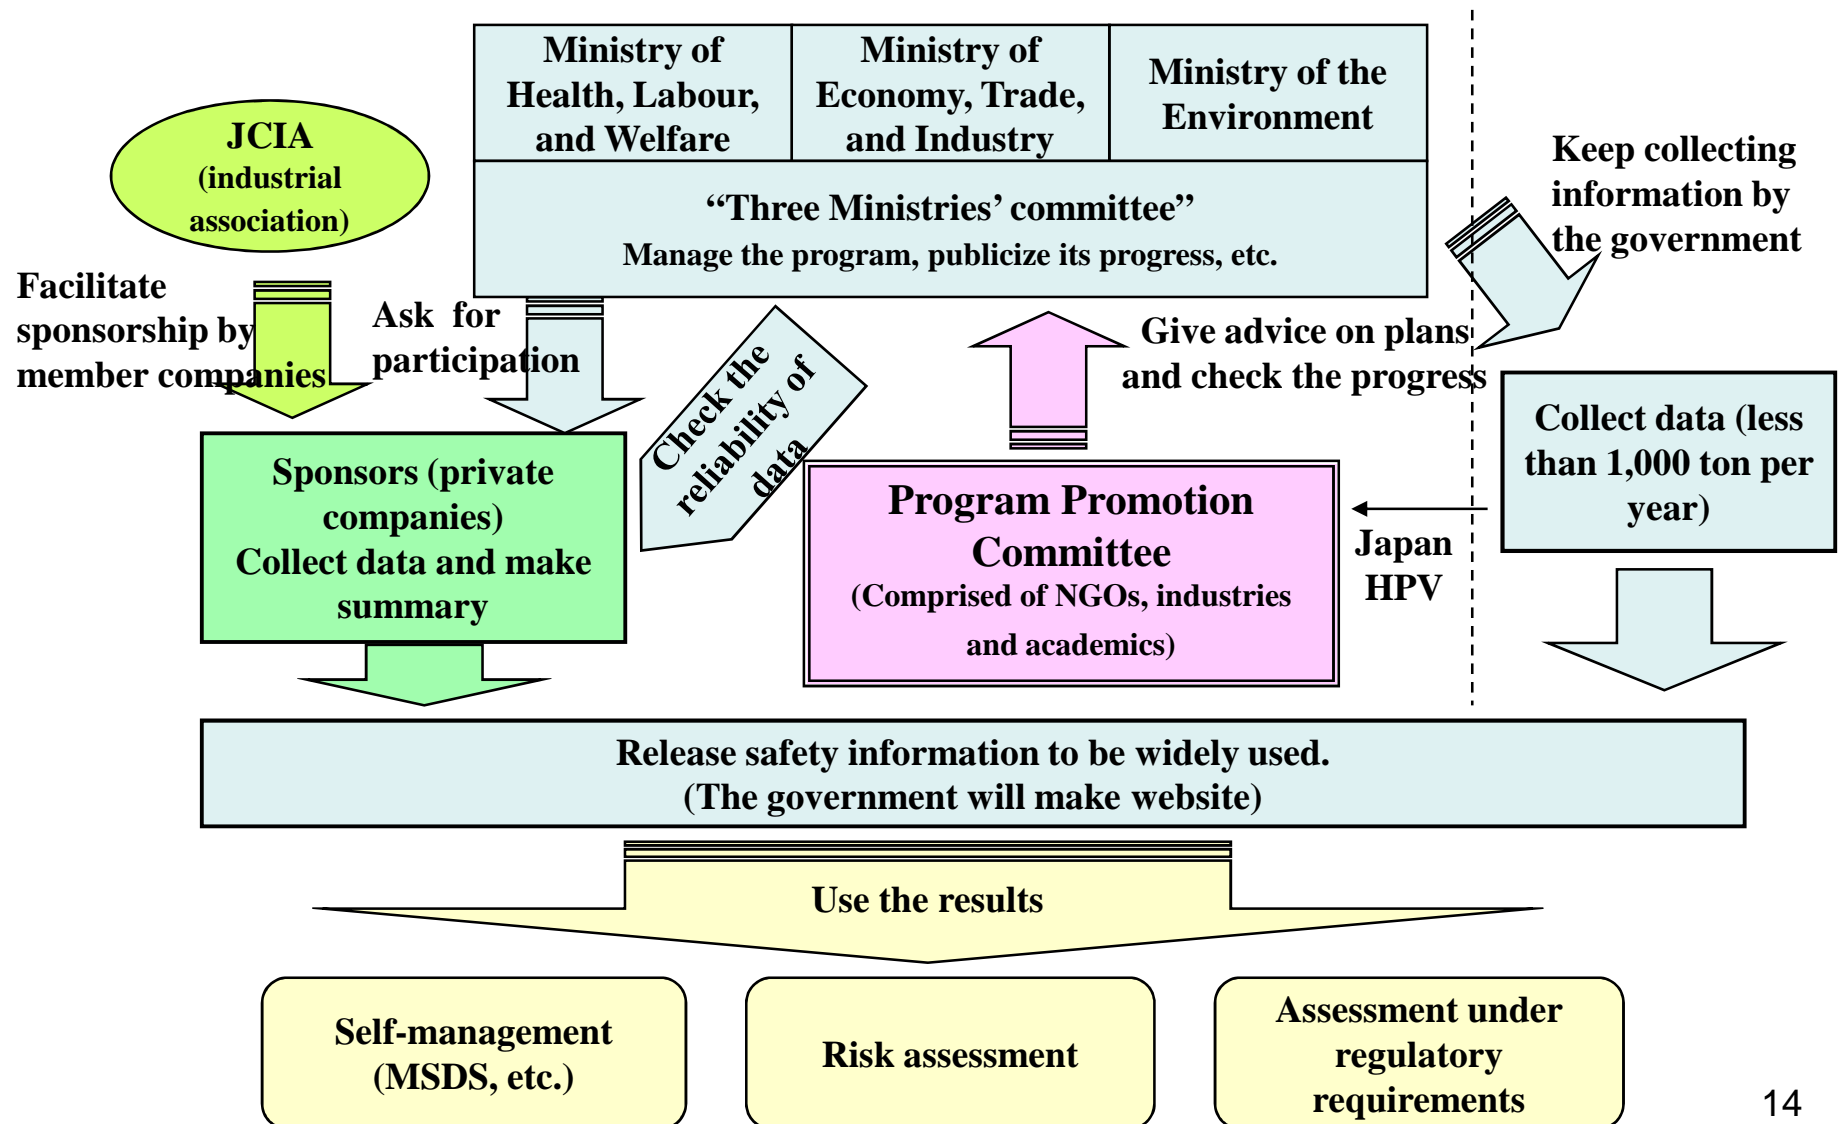 Ministry of
Health, Labour,
and Welfare
Ministry of
Economy, Trade,
and Industry
Ministry of the
Environment
JCIA
(industrial
association)
“Three Ministries’ committee”
Manage the program, publicize its progress, etc.
Keep collecting
information by
the government
Facilitate
sponsorship by
member companies
Ask for
participation
Check the
reliability of
data
Give advice on plans
and check the progress
Sponsors (private
companies)
Collect data and make
summary
Program Promotion
Committee
(Comprised of NGOs, industries
and academics)
Japan
HPV
Collect data (less
than 1,000 ton per
year)
Release safety information to be widely used.
(The government will make website)
Use the results
Self-management
(MSDS, etc.)
Risk assessment
Assessment under
regulatory
requirements
14